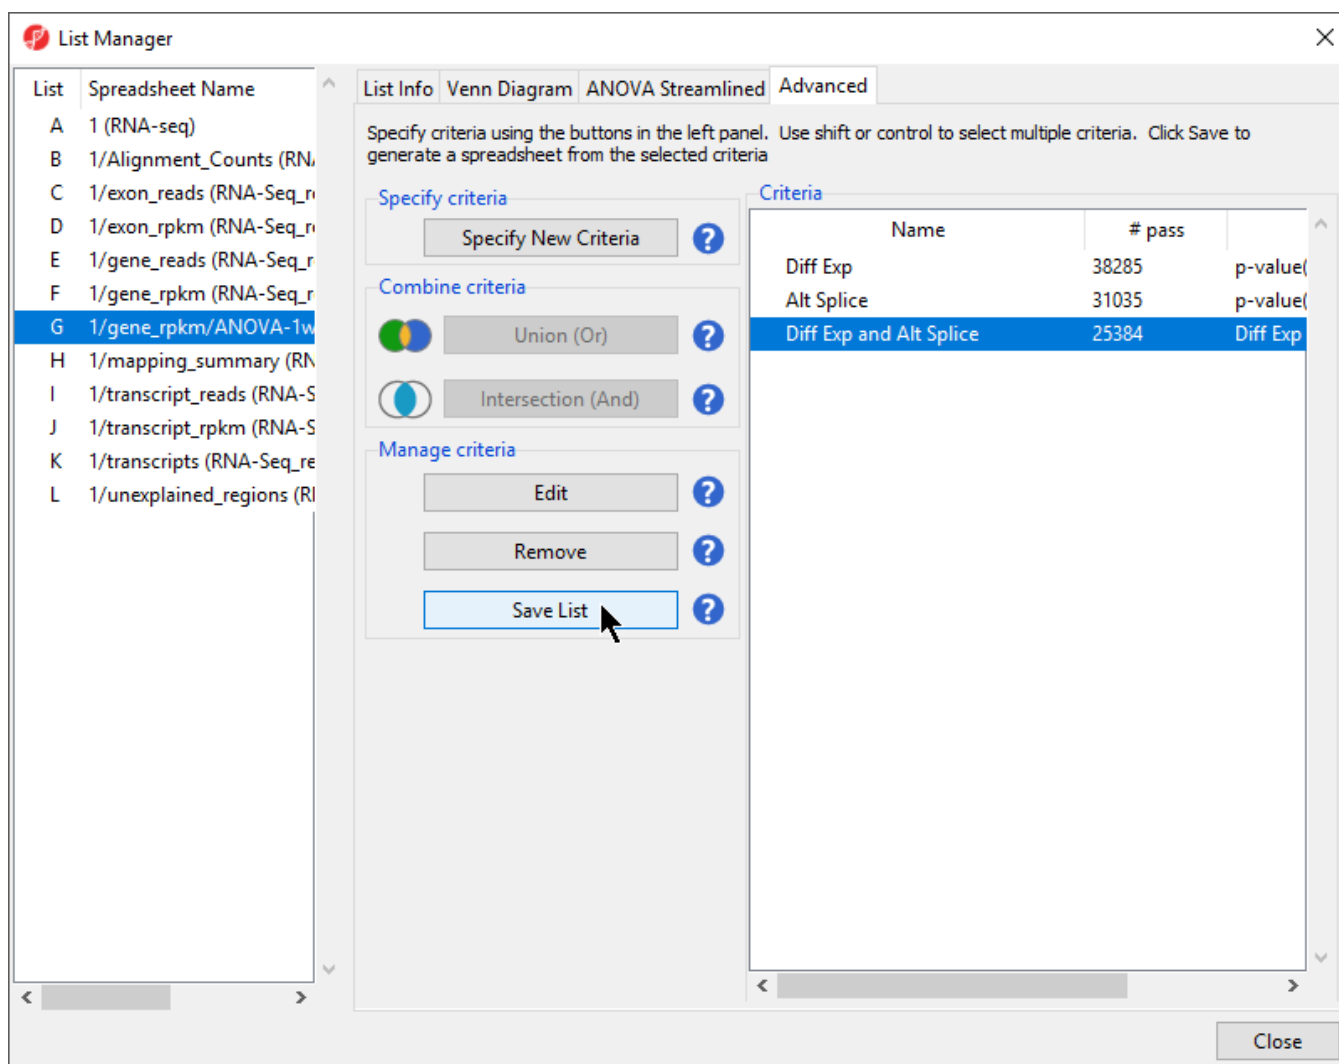 List Manager
List Spreadsheet Name
A 1 (RNA-seq)
B 1/Alignment_Counts (RN
C 1/exon_reads (RNA-Seq_r
D 1/exon_rpkm (RNA-Seq_r
E 1/gene_reads (RNA-Seq_r
F 1/gene_rpkm (RNA-Seq_r
G 1/gene_rpkm/ANOVA-1w
H 1/mapping_summary (RN
I 1/transcript_reads (RNA-S
J 1/transcript_rpkm (RNA-S
K 1/transcripts (RNA-Seq_re
L 1/unexplained_regions (R
List Info Venn Diagram ANOVA Streamlined Advanced
Specify criteria using the buttons in the left panel. Use shift or control to select multiple criteria. Click Save to
generate a spreadsheet from the selected criteria
Specify criteria
Specify New Criteria ?
Combine criteria
Union (Or) ?
Intersection (And) ?
Manage criteria
Edit ?
Remove ?
Save List ?
Criteria
Name # pass
Diff Exp 38285 p-value(
Alt Splice 31035 p-value(
Diff Exp and Alt Splice 25384 Diff Exp
Close